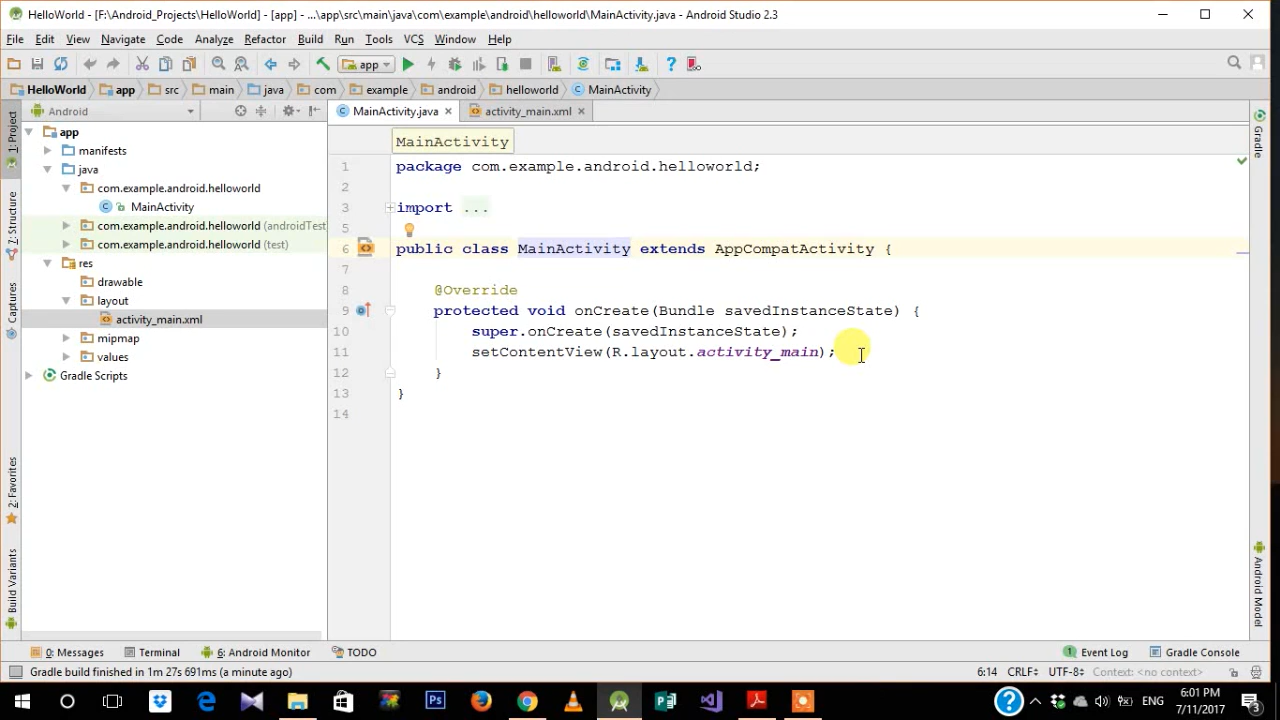 HelloWorld - [F:\Android_Projects\HelloWorld] - [app] - ...\app\src\main\java\com\example\android\helloworld\MainActivity.java - Android Studio 2.3
File Edit View Navigate Code Analyze Refactor Build Run Tools VCS Window Help
app
HelloWorld app src main java com example android helloworld MainActivity
Android
MainActivity.java activity_main.xml
1: Project
7: Structure
Captures
2: Favorites
Build Variants
app
manifests
java
com.example.android.helloworld
MainActivity
com.example.android.helloworld (androidTest
com.example.android.helloworld (test)
res
drawable
layout
activity_main.xml
mipmap
values
Gradle Scripts
MainActivity
1 package com.example.android.helloworld;
2
3 import ...
5
6 public class MainActivity extends AppCompatActivity {
7
8 @Override
9 protected void onCreate(Bundle savedInstanceState) {
10 super.onCreate(savedInstanceState);
11 setContentView(R.layout.activity_main);
12 }
13 }
14
Gradle
Android Model
0: Messages Terminal 6: Android Monitor TODO 1 Event Log Gradle Console
Gradle build finished in 1m 27s 691ms (a minute ago) 6:14 CRLF UTF-8 Context: <no context>
Ps ENG 6:01 PM
7/11/2017 3